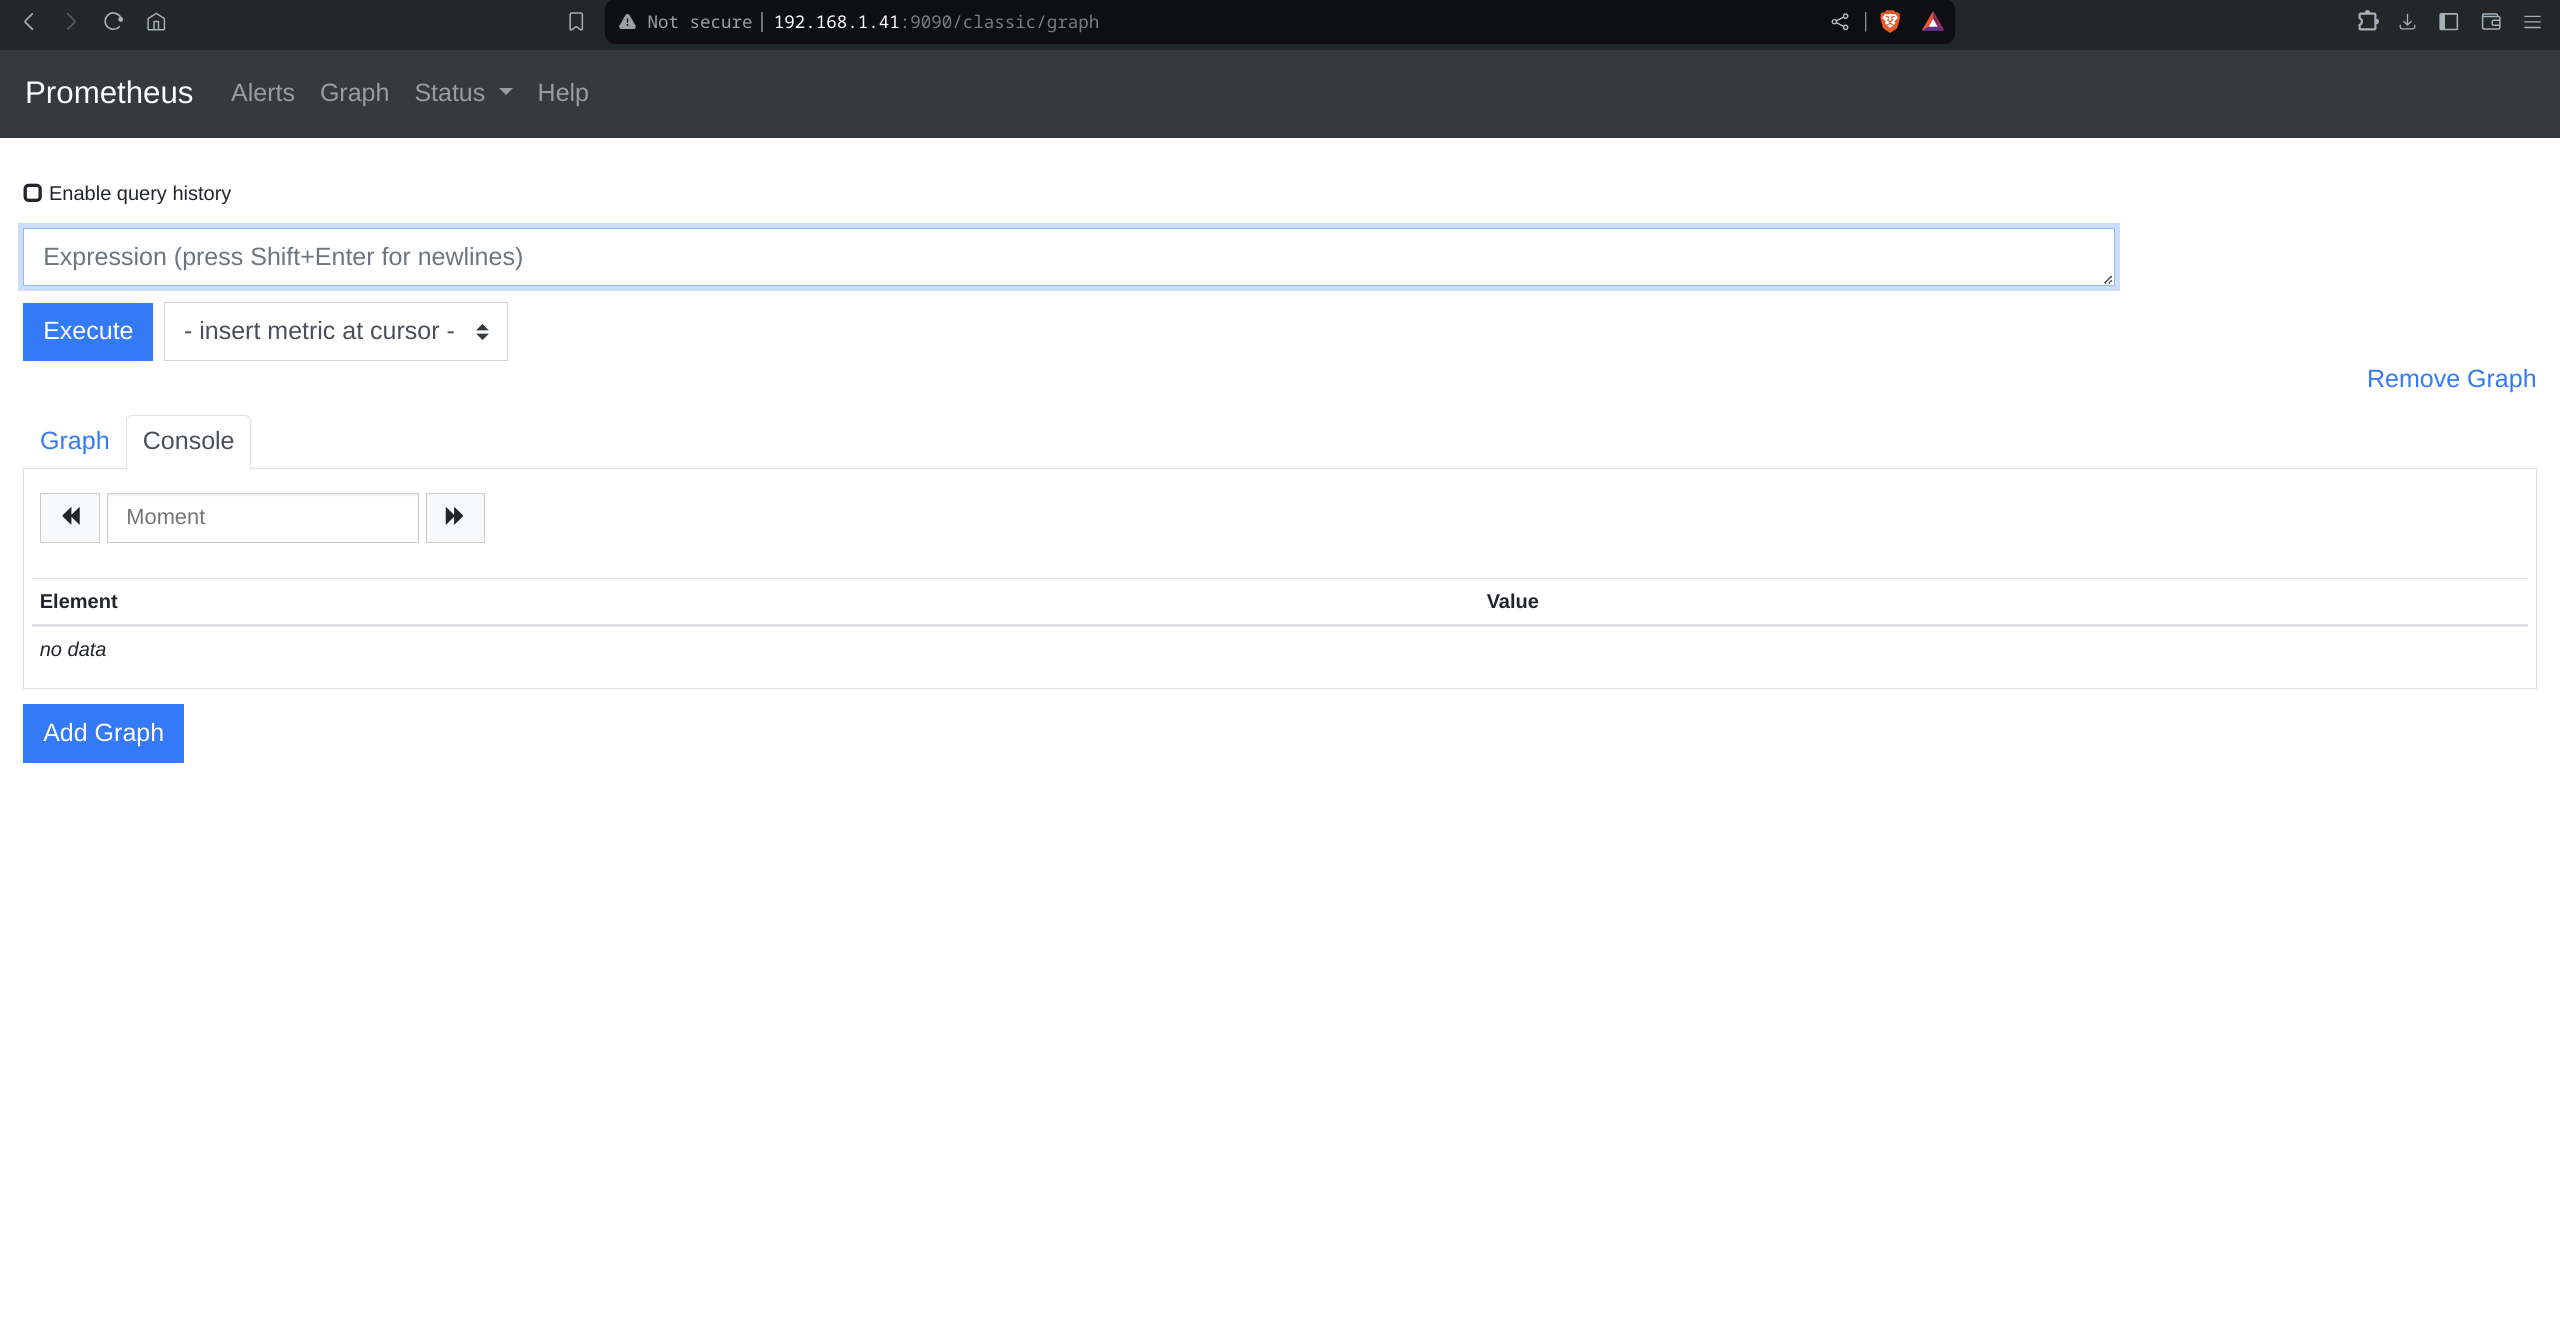 Not secure 192.168.1.41:9090/classic/graph
Prometheus Alerts Graph Status Help
Enable query history
Expression (press Shift+Enter for newlines)
Execute - insert metric at cursor -
Remove Graph
Graph Console
Moment
Element Value
no data
Add Graph